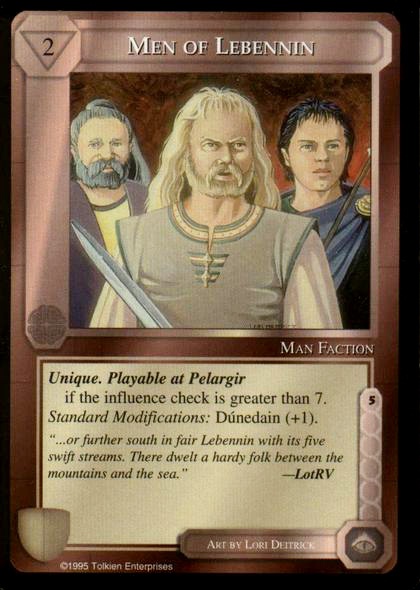 2
MEN OF LEBENNIN
MAN FACTION
Unique. Playable at Pelargir
if the influence check is greater than 7.
Standard Modifications: Dúnedain (+1).
5
"...or further south in fair Lebennin with its five
swift streams. There dwelt a hardy folk between the
mountains and the sea." —LotRV
ART BY LORI DEITRICK
©1995 Tolkien Enterprises